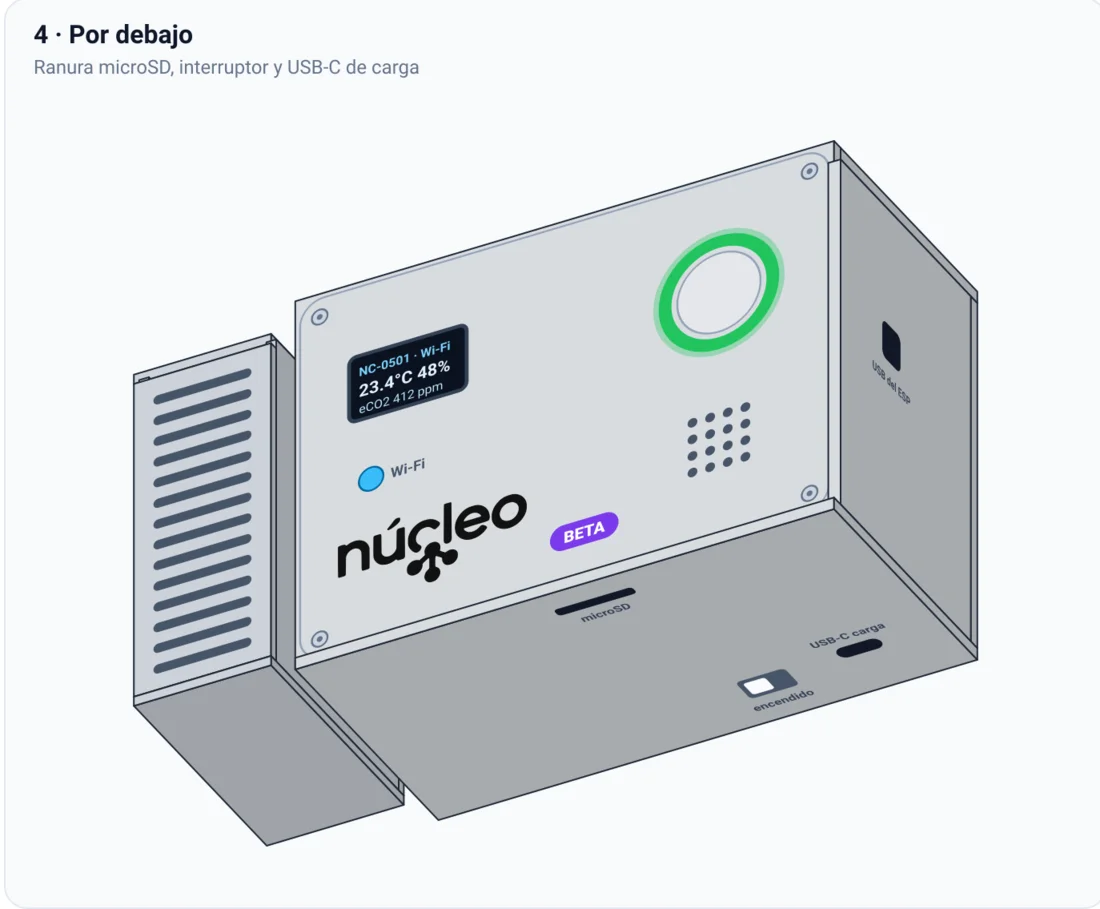 4 · Por debajo
Ranura microSD, interruptor y USB-C de carga
NC-0501 · Wi-Fi
23.4°C 48%
eCO2 412 ppm
Wi-Fi
núcleo
BETA
USB del ESP
microSD
USB-C carga
encendido